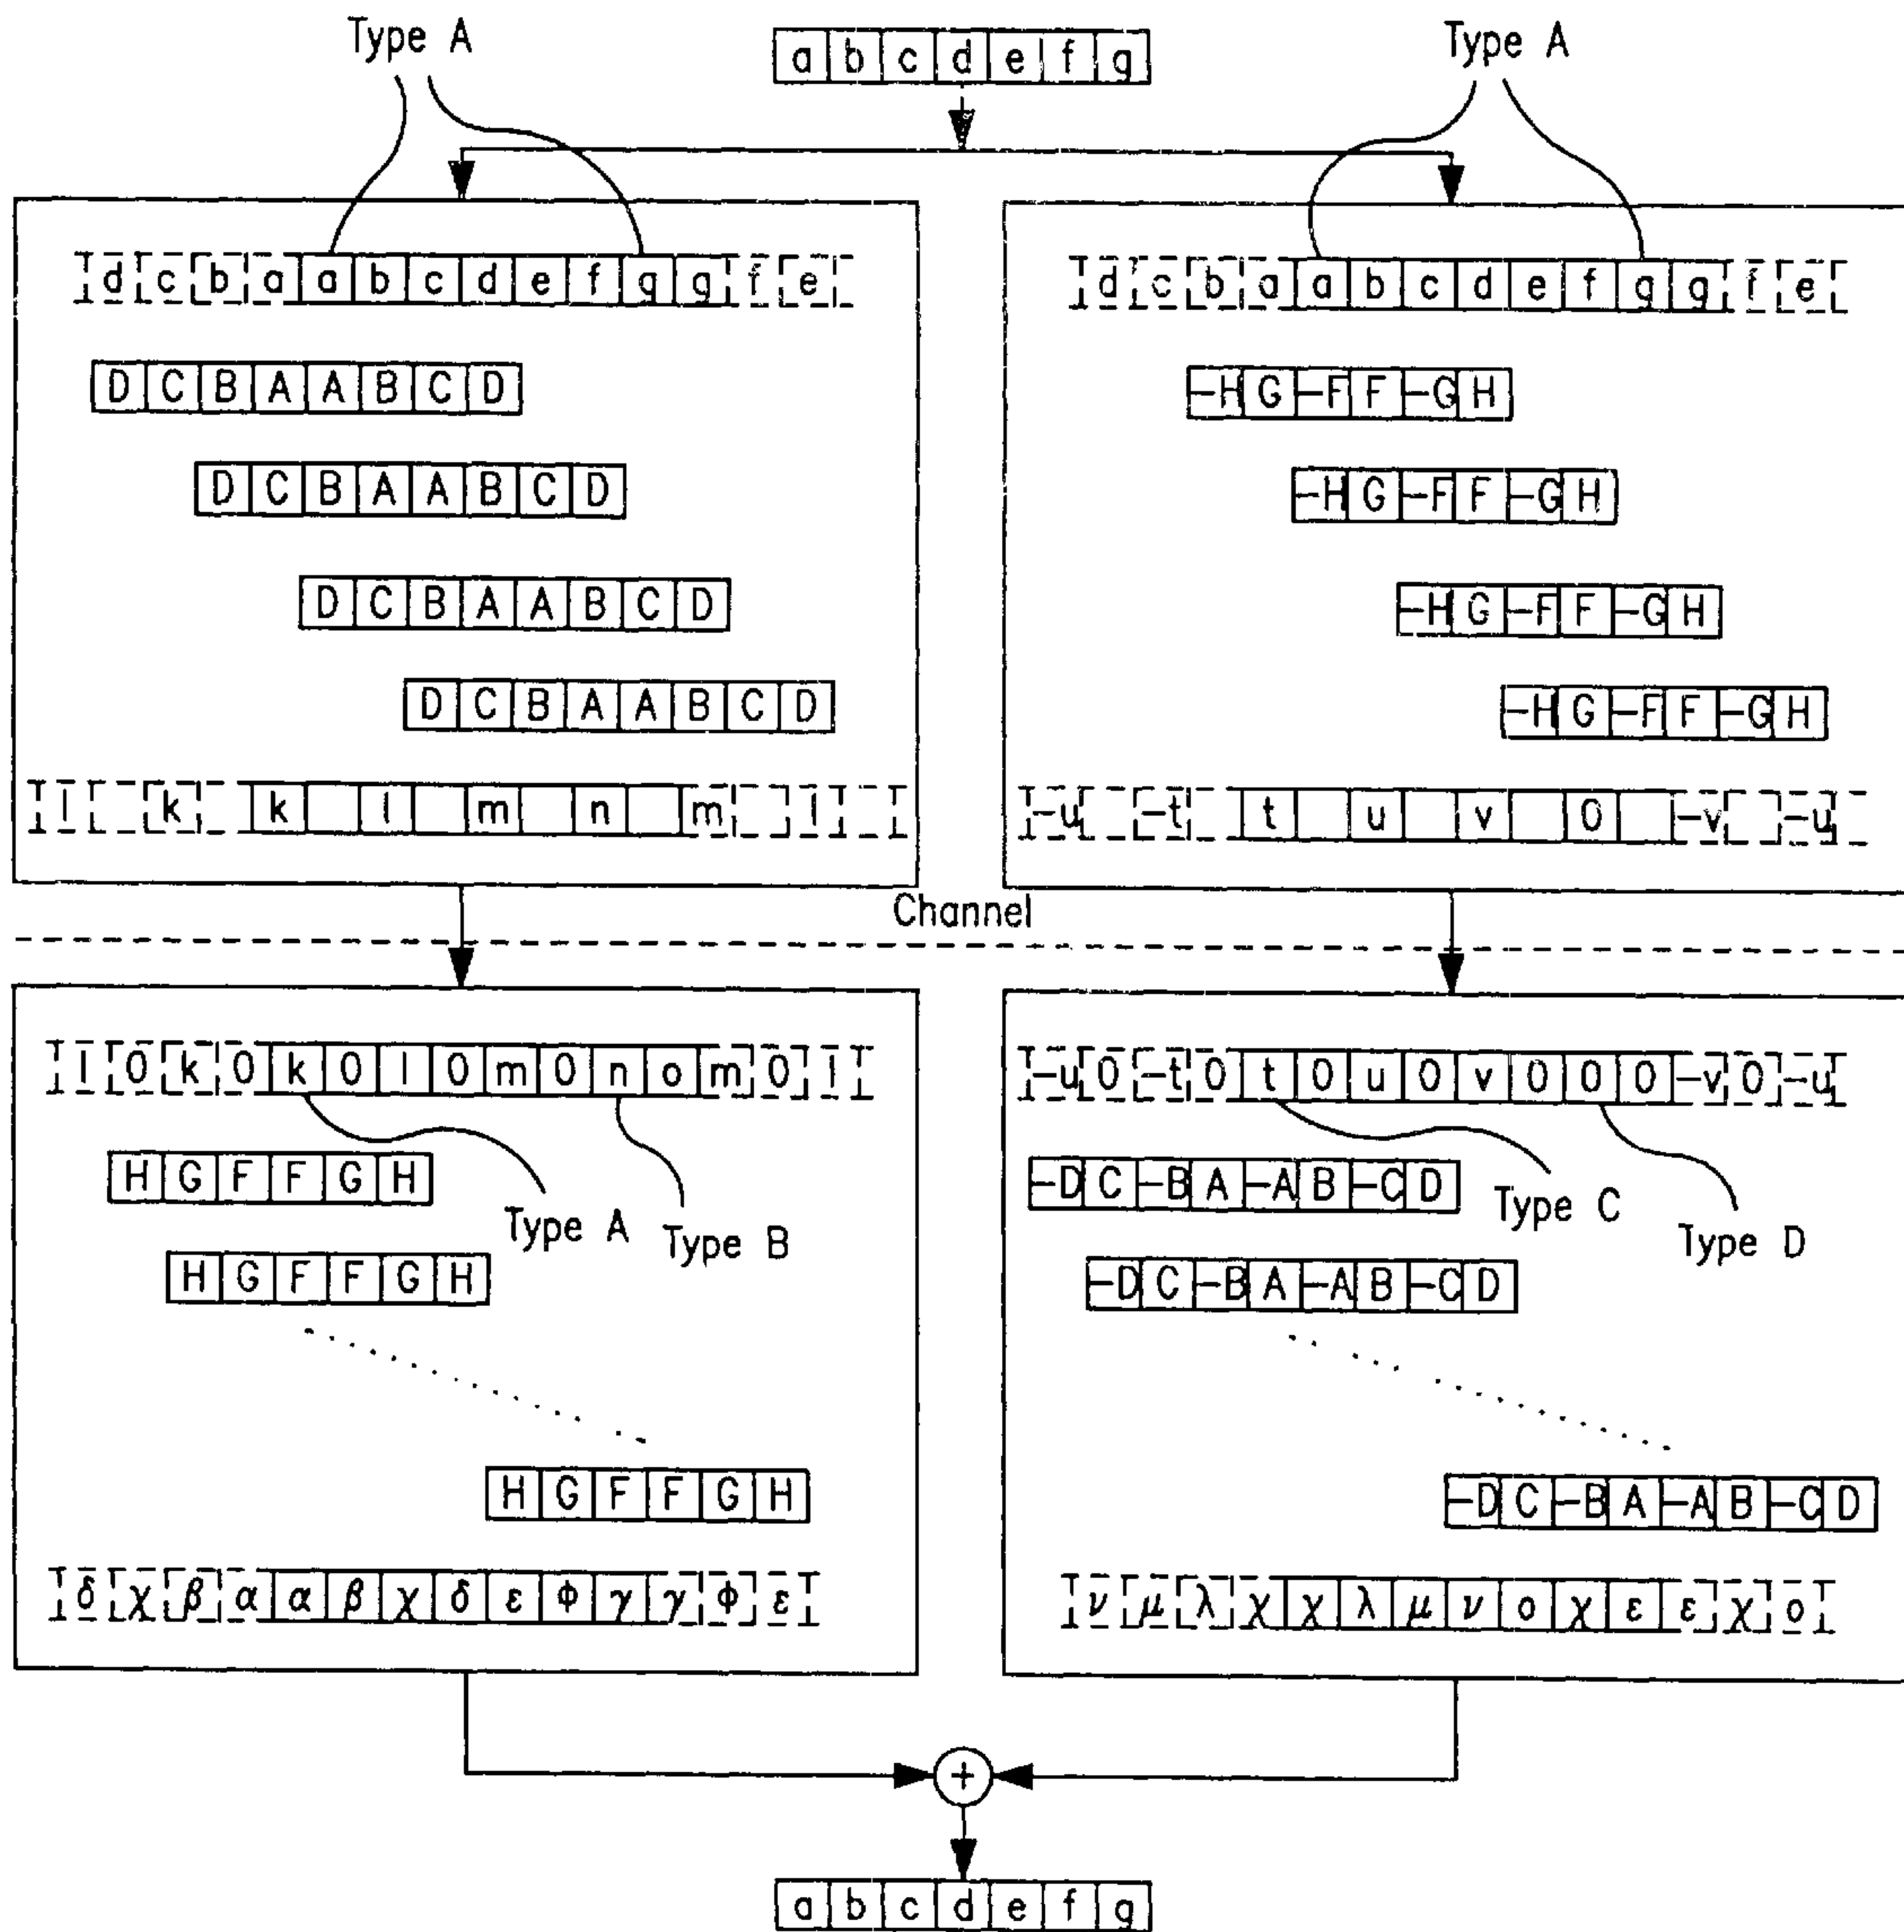 Type A
a b c d e f g
Type A
d c b a a b c d e f g g f e
d c b a a b c d e f g g f e
D C B A A B C D
-H G -F F -G H
D C B A A B C D
-H G -F F -G H
D C B A A B C D
-H G -F F -G H
D C B A A B C D
-H G -F F -G H
l k k l m n m l
-u -t t u v 0 -v -u
Channel
l 0 k 0 k 0 l 0 m 0 n o m 0 l
-u 0 -t 0 t 0 u 0 v 0 0 0 -v 0 -u
H G F F G H
-D C -B A -A B -C D
Type A
Type B
Type C
Type D
H G F F G H
-D C -B A -A B -C D
H G F F G H
-D C -B A -A B -C D
δ χ β α α β χ δ ε φ γ γ φ ε
ν μ λ χ χ λ μ ν o χ ε ε χ o
+
a b c d e f g